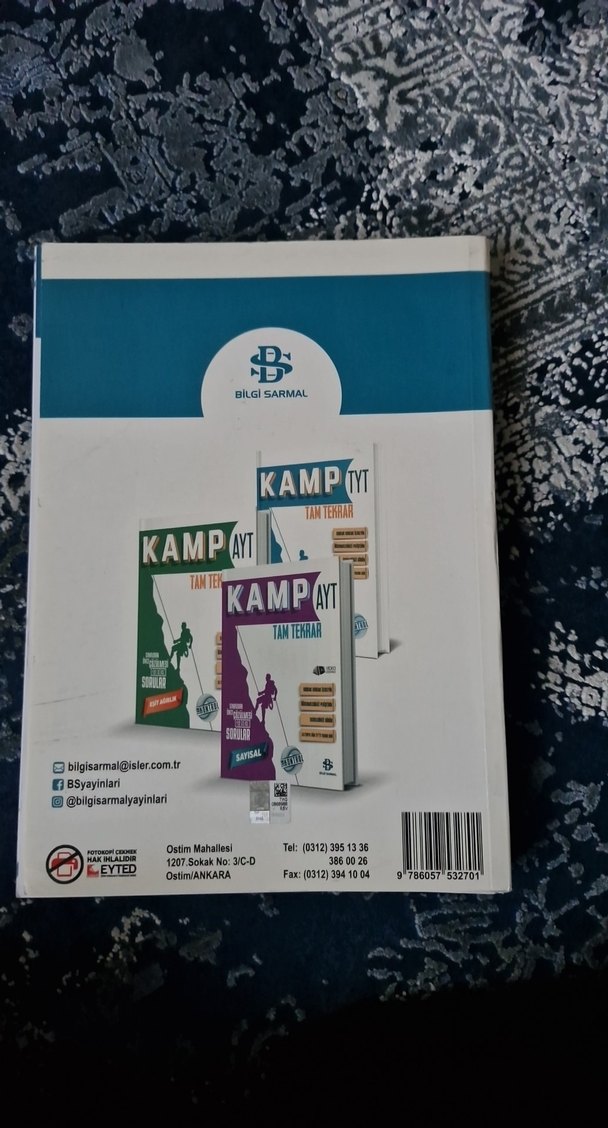 BS
BİLGİ SARMAL
KAMP TYT
TAM TEKRAR
KAMP AYT
TAM TEK
SORULAR
EŞİT AĞIRLIK
KAMP AYT
TAM TEKRAR
SORULAR
SAYISAL
bilgisarmal@isler.com.tr
BSyayinlari
@bilgisarmalyayinlari
FOTOKOPİ ÇEKMEK
HAK İHLALİDİR
EYTED
Ostim Mahallesi
1207.Sokak No: 3/C-D
Ostim/ANKARA
Tel: (0312) 395 13 36
386 00 26
Fax: (0312) 394 10 04
9 786057 532701